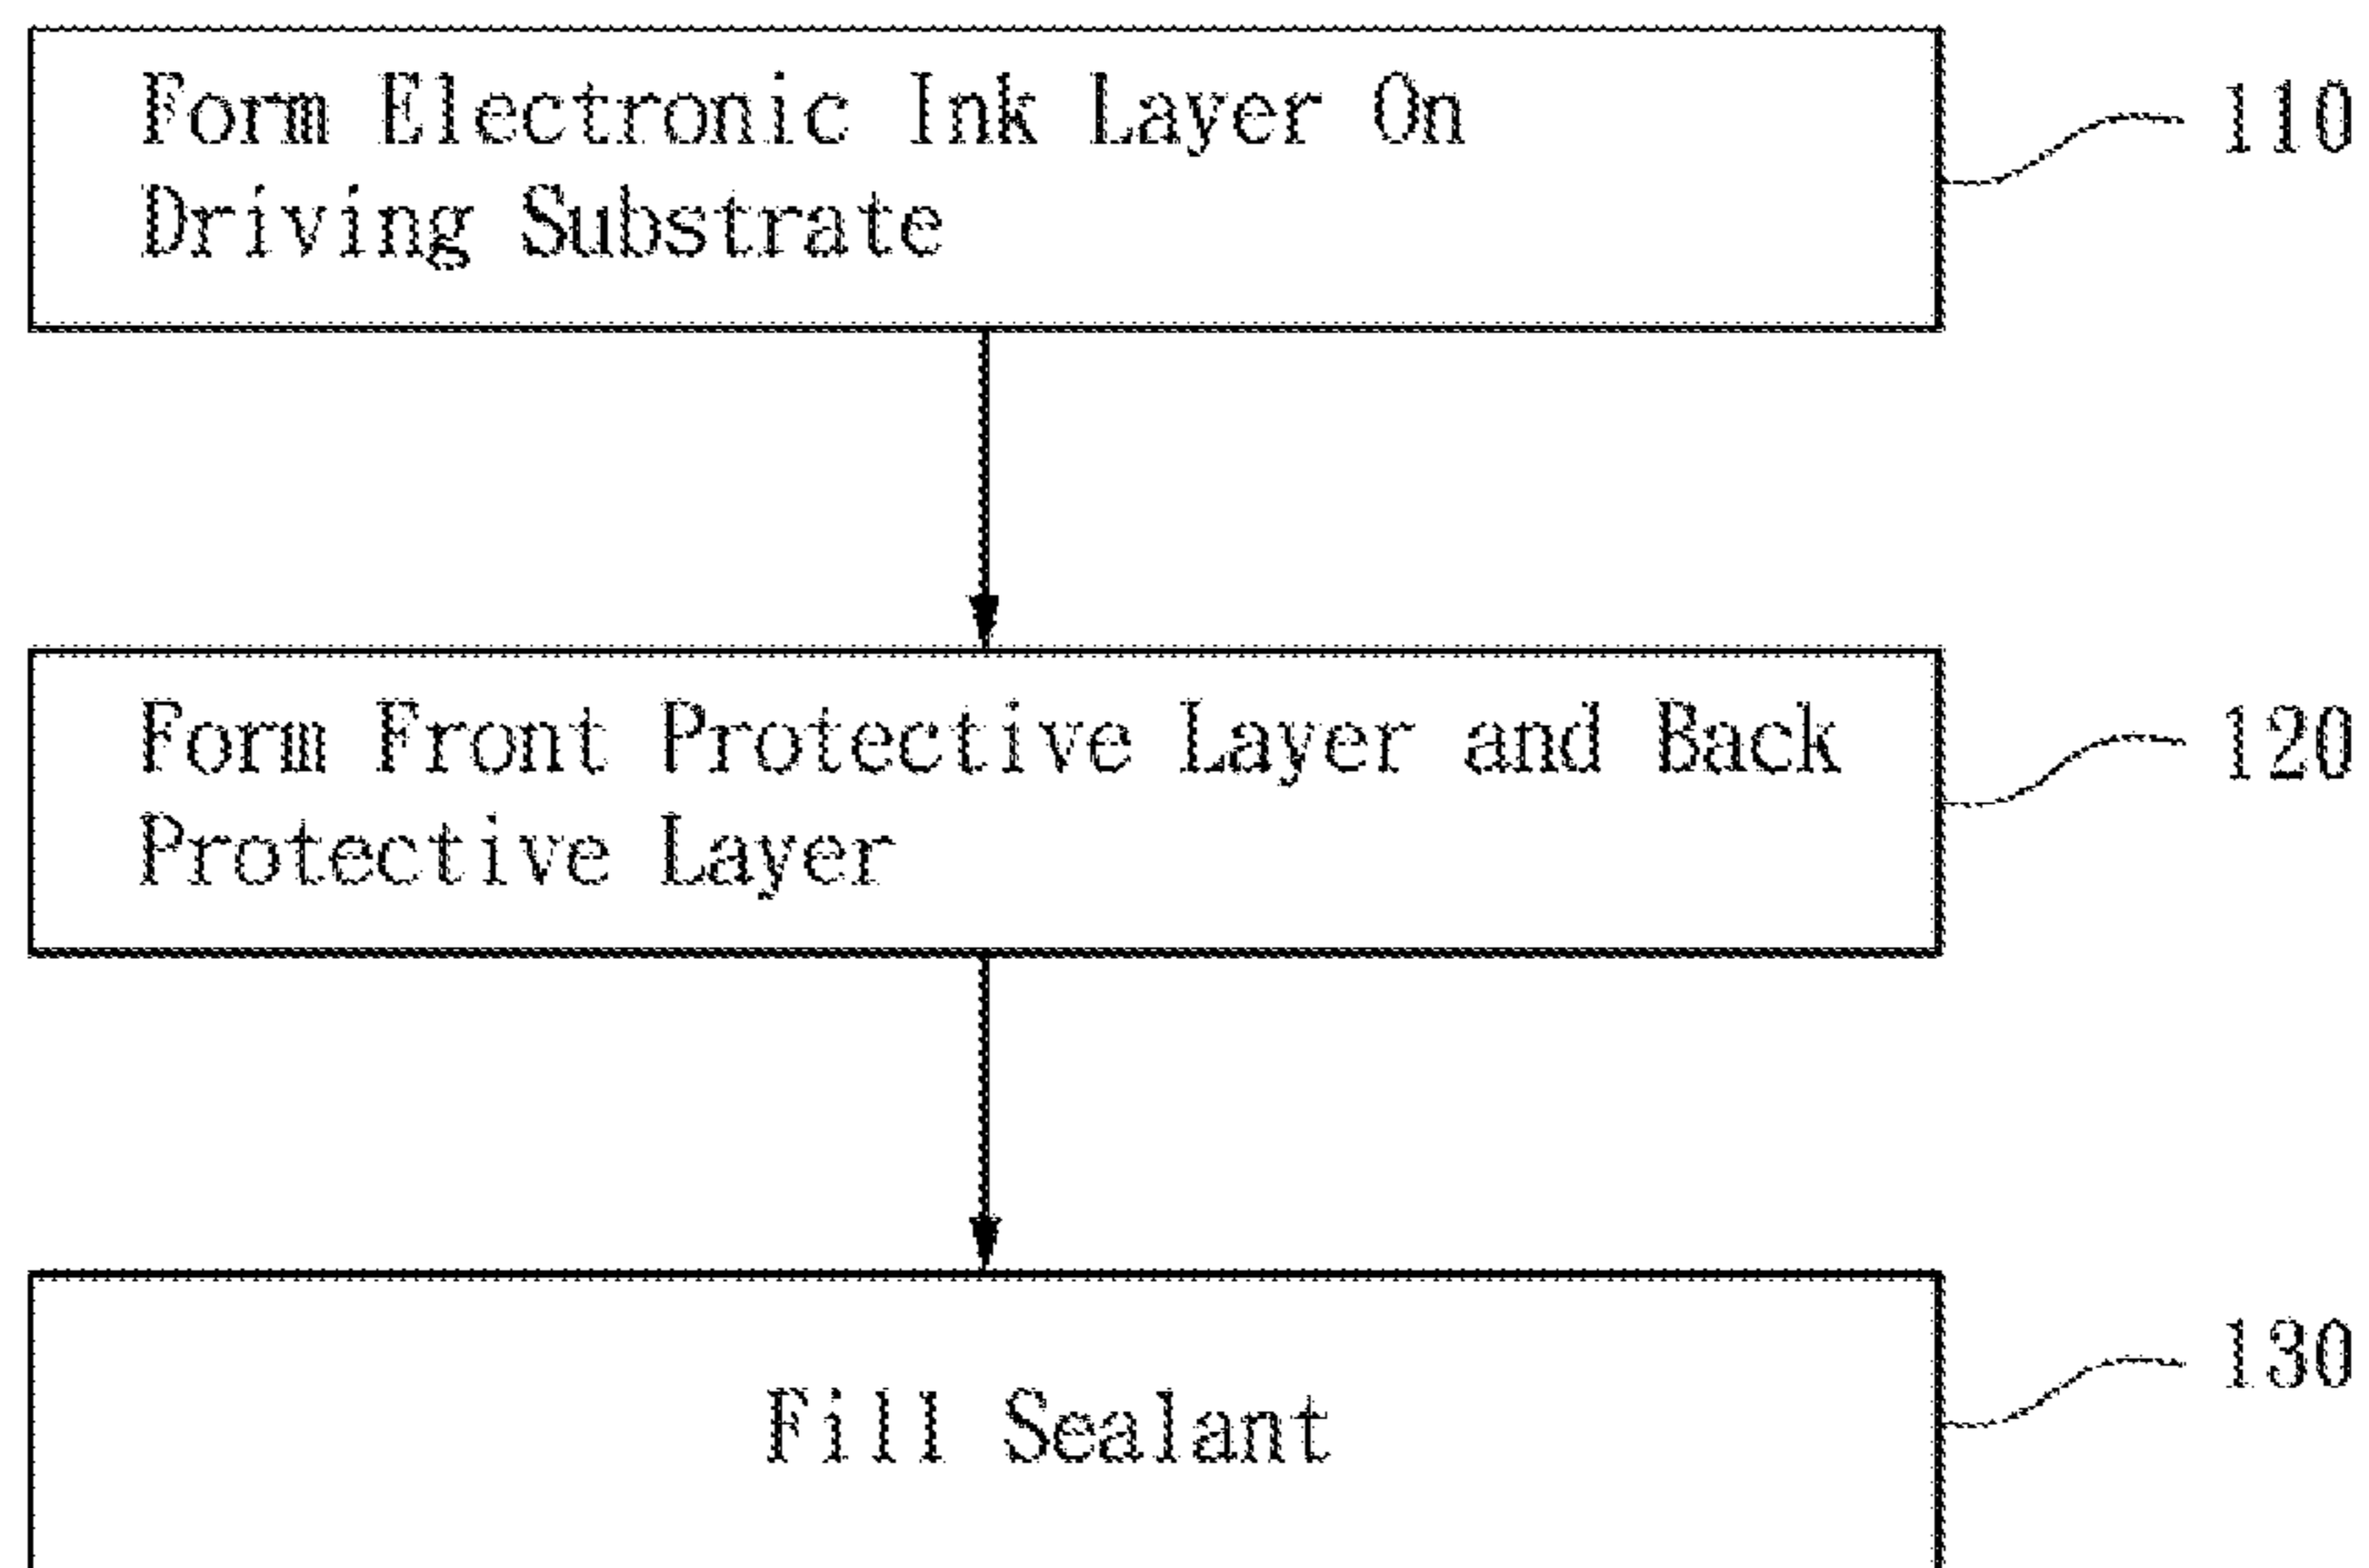 Form Electronic Ink Layer On
Driving Substrate
110
Form Front Protective Layer and Back
Protective Layer
120
Fill Sealant
130